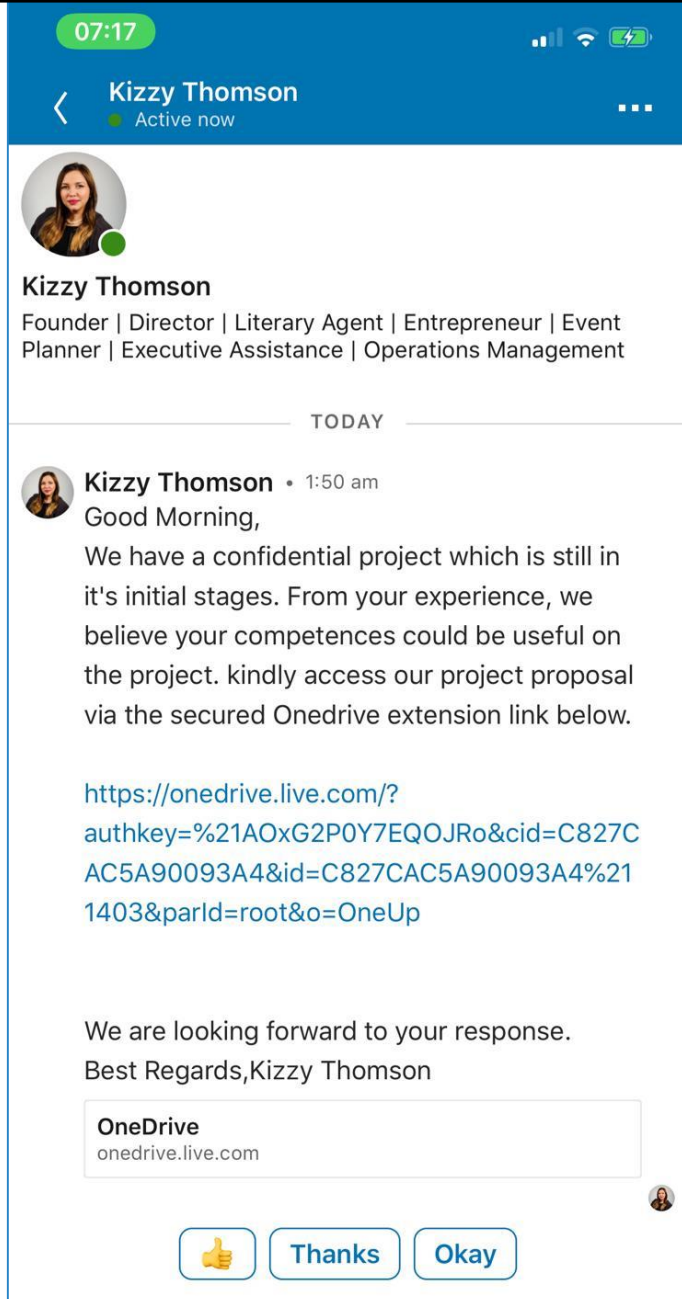 07:17
Kizzy Thomson
Active now
Kizzy Thomson
Founder | Director | Literary Agent | Entrepreneur | Event
Planner | Executive Assistance | Operations Management
TODAY
Kizzy Thomson • 1:50 am
Good Morning,
We have a confidential project which is still in
it's initial stages. From your experience, we
believe your competences could be useful on
the project. kindly access our project proposal
via the secured Onedrive extension link below.
https://onedrive.live.com/?
authkey=%21AOxG2P0Y7EQOJRo&cid=C827C
AC5A90093A4&id=C827CAC5A90093A4%21
1403&parId=root&o=OneUp
We are looking forward to your response.
Best Regards,Kizzy Thomson
OneDrive
onedrive.live.com
Thanks
Okay